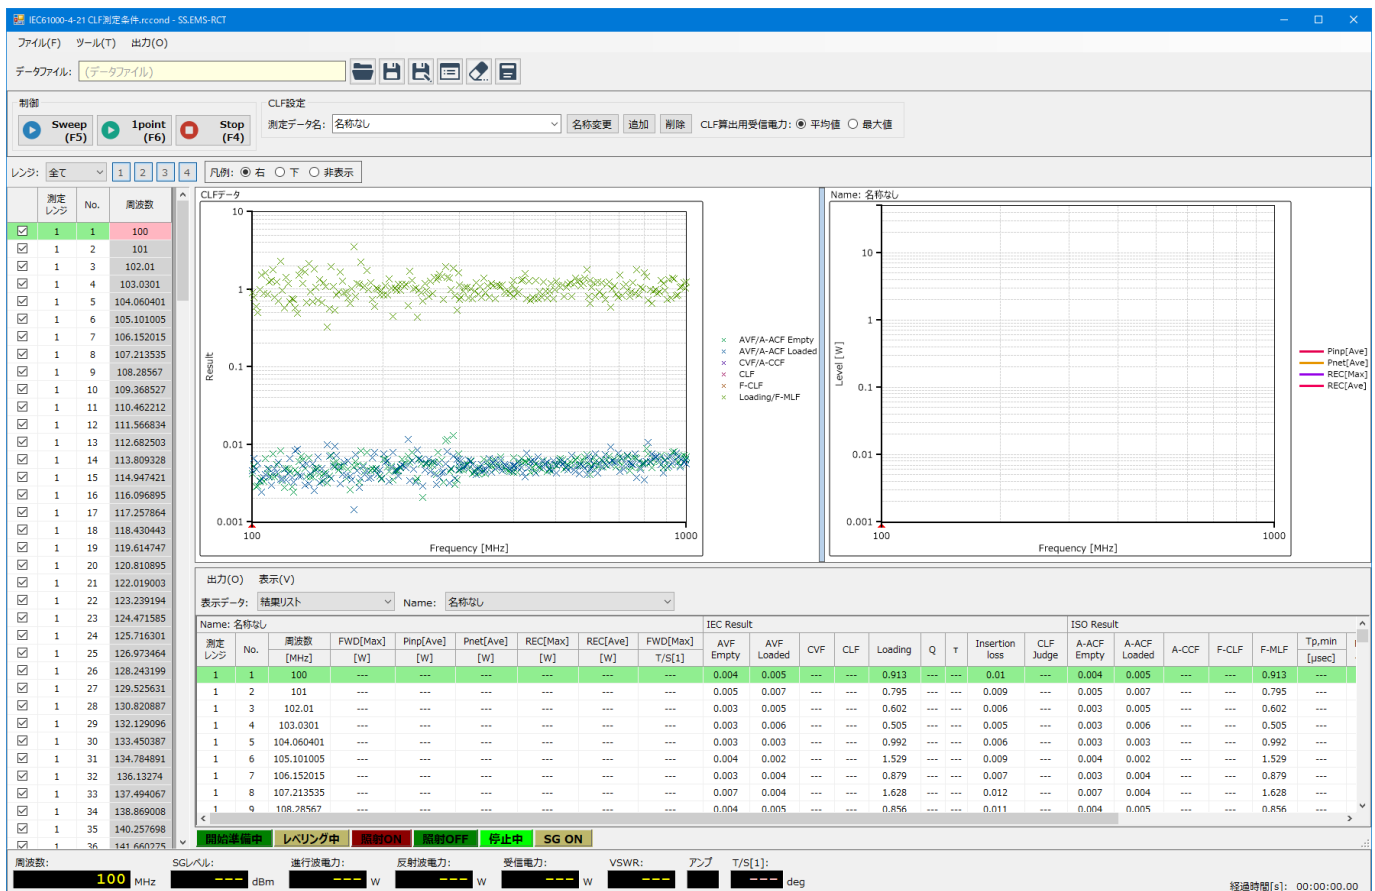 IEC61000-4-21 CLF測定条件.rccond - SS.EMS-RCT
ファイル(F) ツール(T) 出力(O)
データファイル: (データファイル)
制御 CLF設定
Sweep (F5) 1point (F6) Stop (F4) 測定データ名: 名称なし 名称変更 追加 削除 CLF算出用受信電力: 平均値 最大値
レンジ: 全て 1 2 3 4 凡例: 右 下 非表示
測定レンジ No. 周波数
1 1 100
1 2 101
1 3 102.01
1 4 103.0301
1 5 104.060401
1 6 105.101005
1 7 106.152015
1 8 107.213535
1 9 108.28567
1 10 109.368527
1 11 110.462212
1 12 111.566834
1 13 112.682503
1 14 113.809328
1 15 114.947421
1 16 116.096895
1 17 117.257864
1 18 118.430443
1 19 119.614747
1 20 120.810895
1 21 122.019003
1 22 123.239194
1 23 124.471585
1 24 125.716301
1 25 126.973464
1 26 128.243199
1 27 129.525631
1 28 130.820887
1 29 132.129096
1 30 133.450387
1 31 134.784891
1 32 136.13274
1 33 137.494067
1 34 138.869008
1 35 140.257698
1 36 141.660275
CLFデータ
Result
10
1
0.1
0.01
0.001
100 1000
Frequency [MHz]
AVF/A-ACF Empty
AVF/A-ACF Loaded
CVF/A-CCF
CLF
F-CLF
Loading/F-MLF
Name: 名称なし
Level [W]
10
1
0.1
0.01
0.001
100 1000
Frequency [MHz]
Pinp[Ave]
Pnet[Ave]
REC[Max]
REC[Ave]
出力(O) 表示(V)
表示データ: 結果リスト Name: 名称なし
Name: 名称なし IEC Result ISO Result
測定レンジ No. 周波数 [MHz] FWD[Max] [W] Pinp[Ave] [W] Pnet[Ave] [W] REC[Max] [W] REC[Ave] [W] FWD[Max] T/S[1] AVF Empty AVF Loaded CVF CLF Loading Q τ Insertion loss CLF Judge A-ACF Empty A-ACF Loaded A-CCF F-CLF F-MLF Tp,min [μsec]
1 1 100 --- --- --- --- --- --- 0.004 0.005 --- --- 0.913 --- --- 0.01 --- 0.004 0.005 --- --- 0.913 ---
1 2 101 --- --- --- --- --- --- 0.005 0.007 --- --- 0.795 --- --- 0.009 --- 0.005 0.007 --- --- 0.795 ---
1 3 102.01 --- --- --- --- --- --- 0.003 0.005 --- --- 0.602 --- --- 0.006 --- 0.003 0.005 --- --- 0.602 ---
1 4 103.0301 --- --- --- --- --- --- 0.003 0.006 --- --- 0.505 --- --- 0.005 --- 0.003 0.006 --- --- 0.505 ---
1 5 104.060401 --- --- --- --- --- --- 0.003 0.003 --- --- 0.992 --- --- 0.006 --- 0.003 0.003 --- --- 0.992 ---
1 6 105.101005 --- --- --- --- --- --- 0.004 0.002 --- --- 1.529 --- --- 0.009 --- 0.004 0.002 --- --- 1.529 ---
1 7 106.152015 --- --- --- --- --- --- 0.003 0.004 --- --- 0.879 --- --- 0.007 --- 0.003 0.004 --- --- 0.879 ---
1 8 107.213535 --- --- --- --- --- --- 0.007 0.004 --- --- 1.628 --- --- 0.012 --- 0.007 0.004 --- --- 1.628 ---
1 9 108.28567 --- --- --- --- --- --- 0.004 0.005 --- --- 0.856 --- --- 0.011 --- 0.004 0.005 --- --- 0.856 ---
開始準備中 レベリング中 照射ON 照射OFF 停止中 SG ON
周波数: SGレベル: 進行波電力: 反射波電力: 受信電力: VSWR: アンプ T/S[1]:
100 MHz --- dBm --- W --- W --- W --- --- deg
経過時間[s]: 00:00:00.00